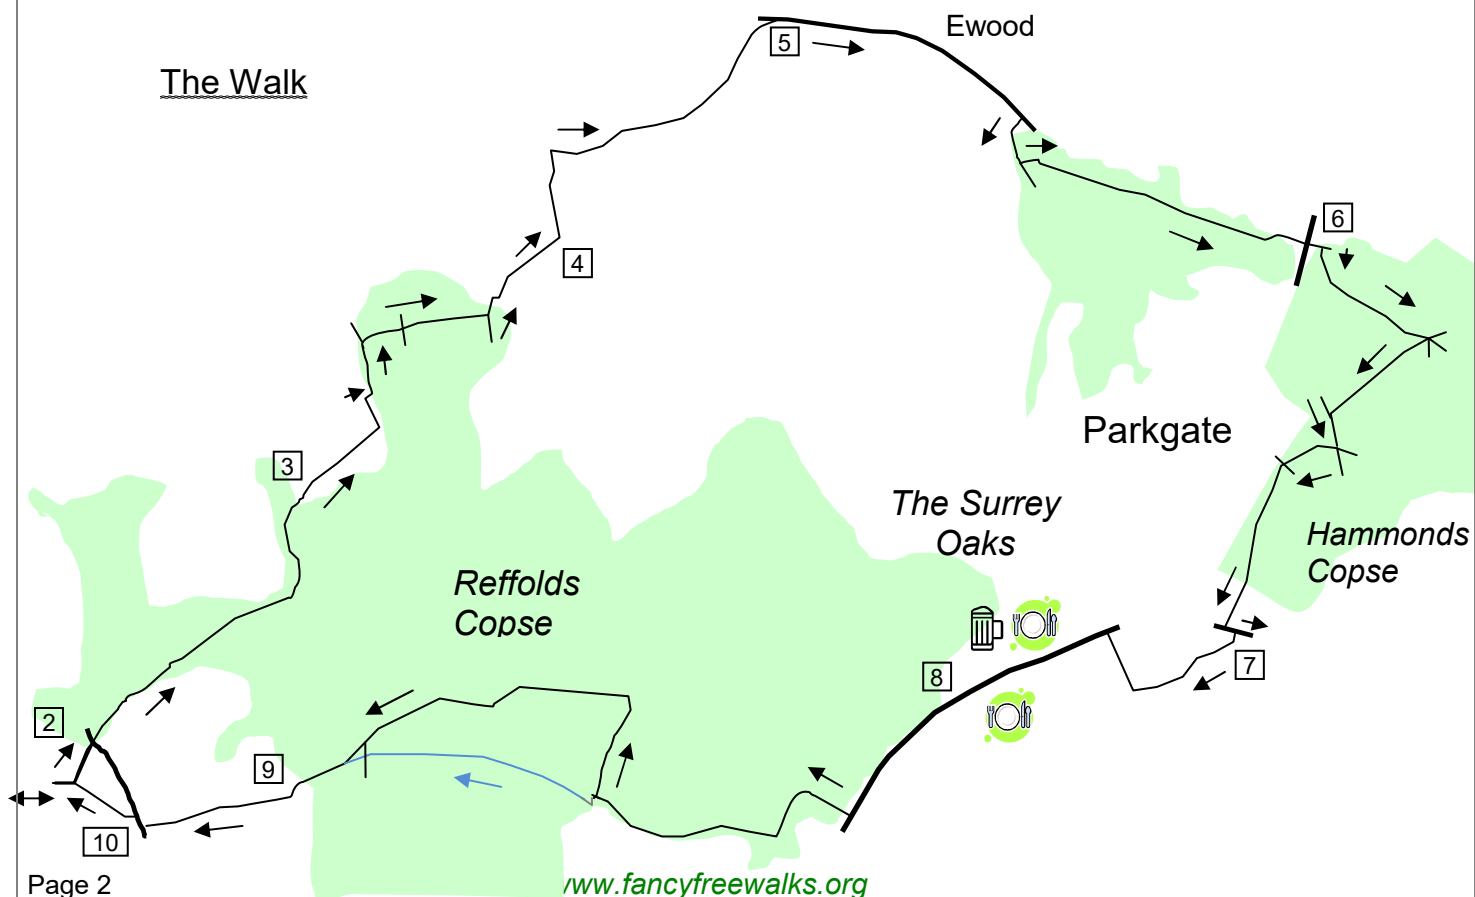 Ewood
5
The Walk
6
4
Parkgate
3
The Surrey
Oaks
Hammonds
Copse
Reffolds
Copse
7
8
2
9
10
Page 2
www.fancyfreewalks.org